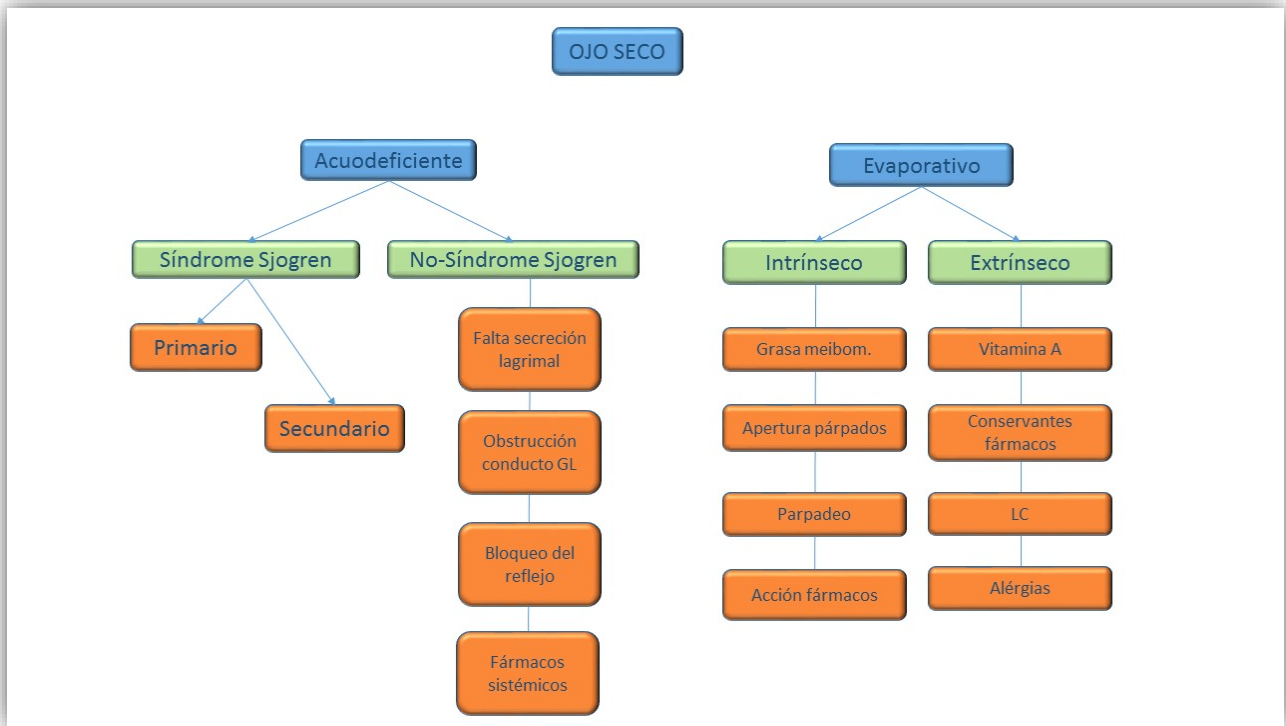 OJO SECO
Acuodeficiente
Evaporativo
Síndrome Sjogren
No-Síndrome Sjogren
Intrínseco
Extrínseco
Primario
Secundario
Falta secreción
lagrimal
Obstrucción
conducto GL
Bloqueo del
reflejo
Fármacos
sistémicos
Grasa meibom.
Apertura párpados
Parpadeo
Acción fármacos
Vitamina A
Conservantes
fármacos
LC
Alérgias